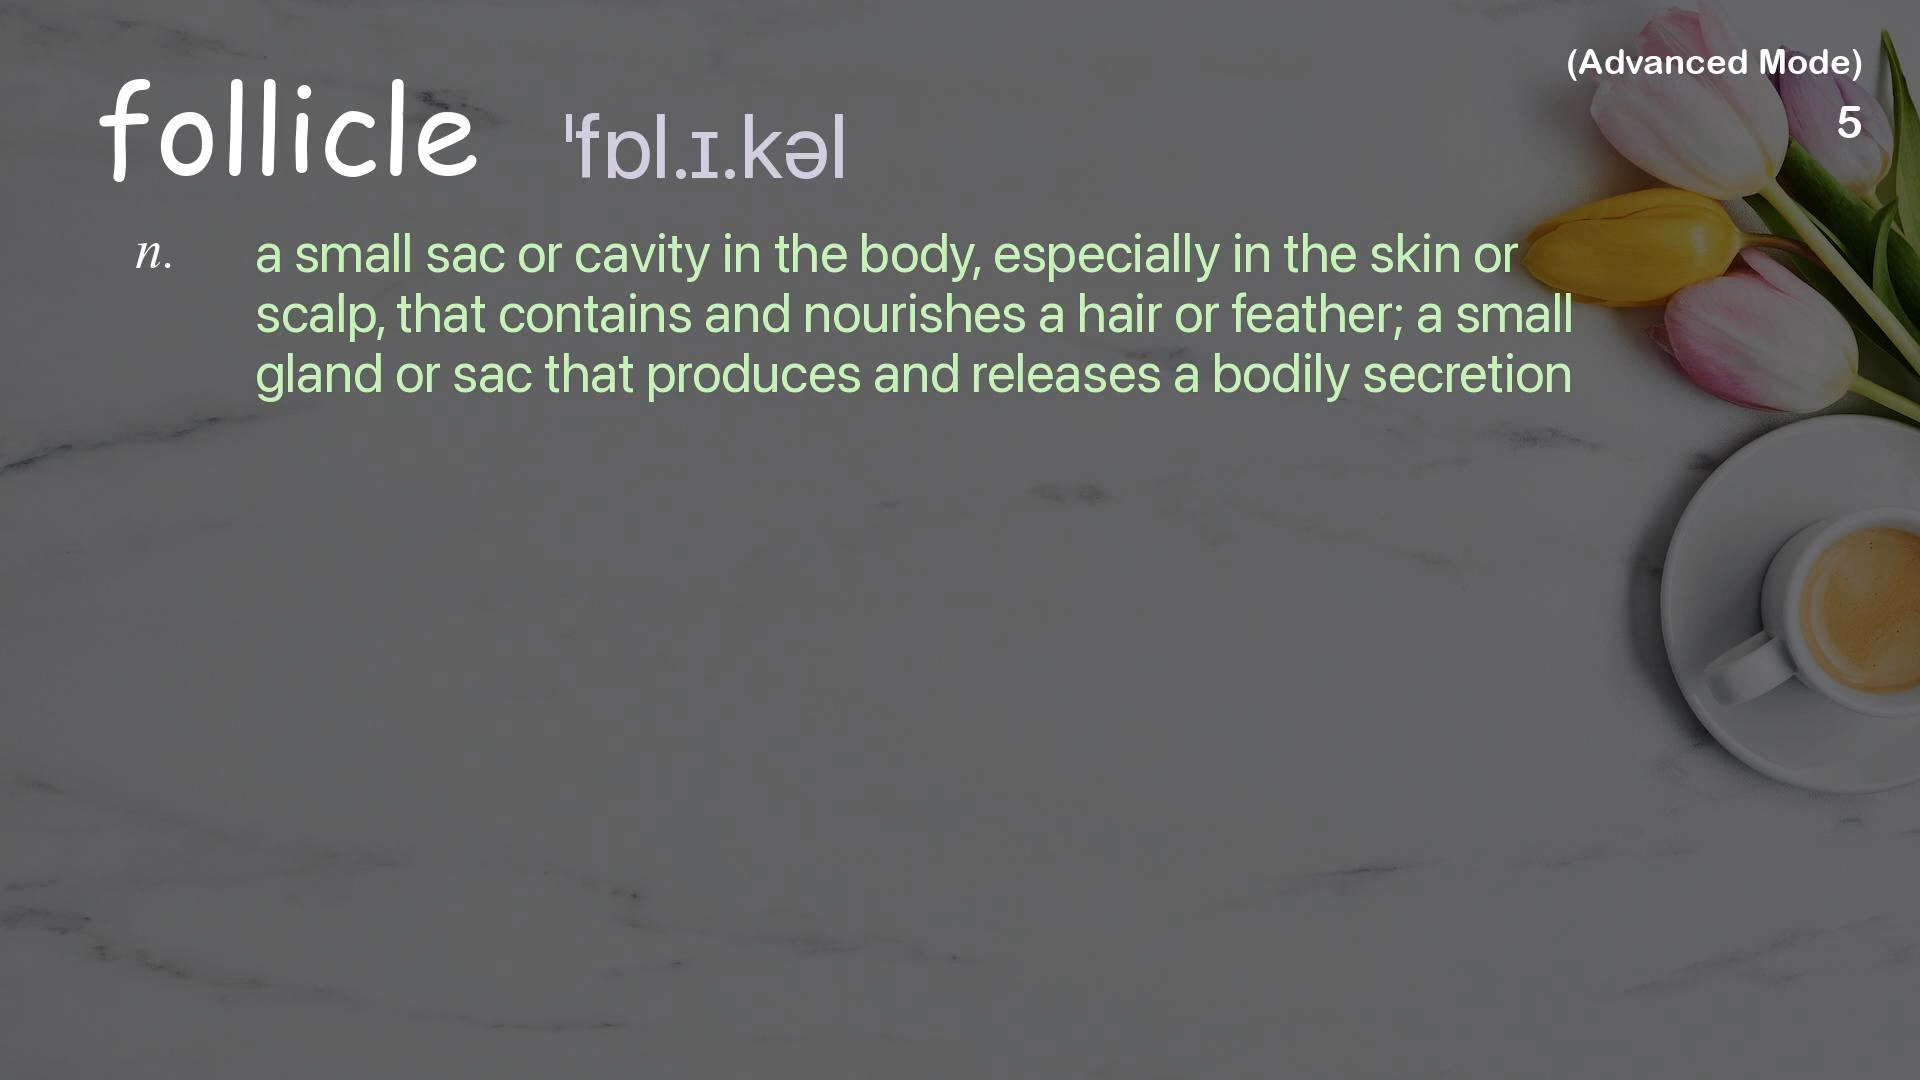 (Advanced Mode)
follicle ˈfɒl.ɪ.kəl
5
n. a small sac or cavity in the body, especially in the skin or
scalp, that contains and nourishes a hair or feather; a small
gland or sac that produces and releases a bodily secretion